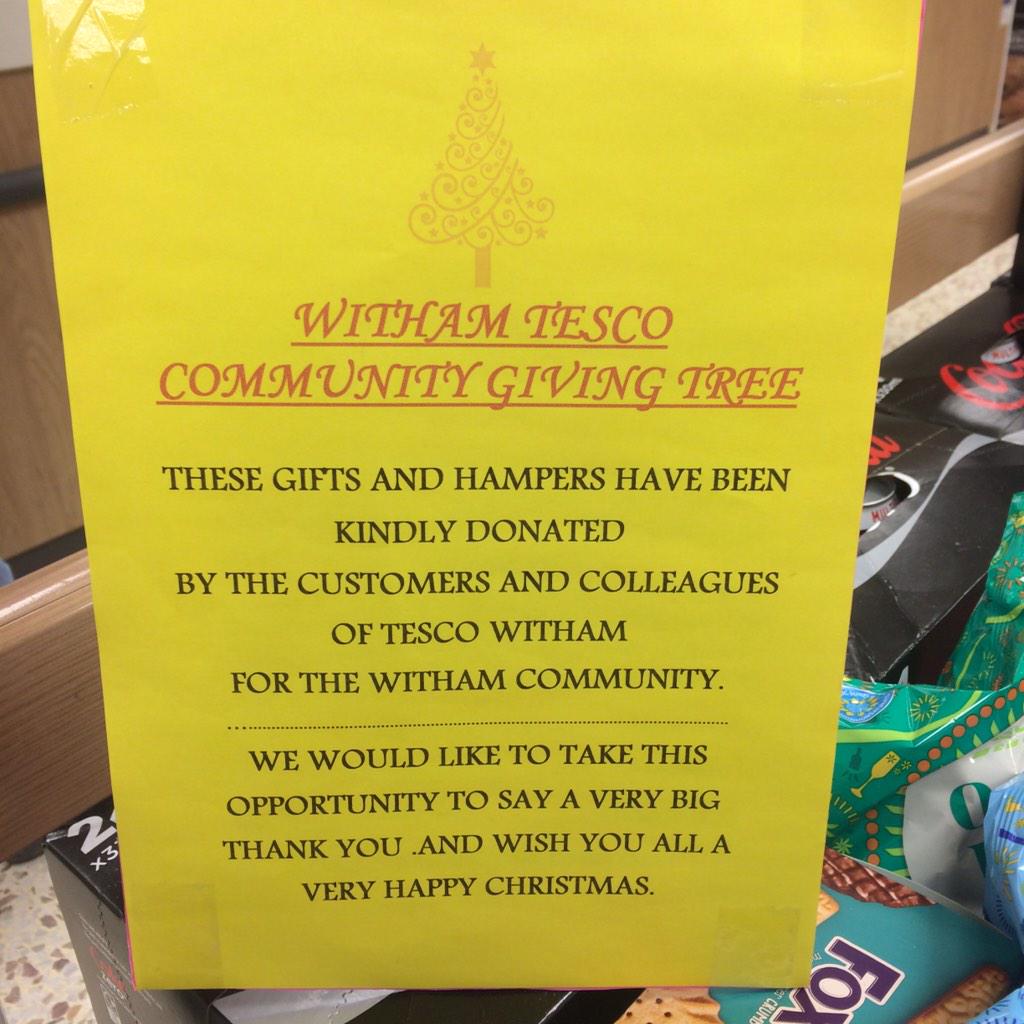 WITHAM TESCO
COMMUNITY GIVING TREE
THESE GIFTS AND HAMPERS HAVE BEEN
KINDLY DONATED
BY THE CUSTOMERS AND COLLEAGUES
OF TESCO WITHAM
FOR THE WITHAM COMMUNITY.
WE WOULD LIKE TO TAKE THIS
OPPORTUNITY TO SAY A VERY BIG
THANK YOU .AND WISH YOU ALL A
VERY HAPPY CHRISTMAS.
FOX